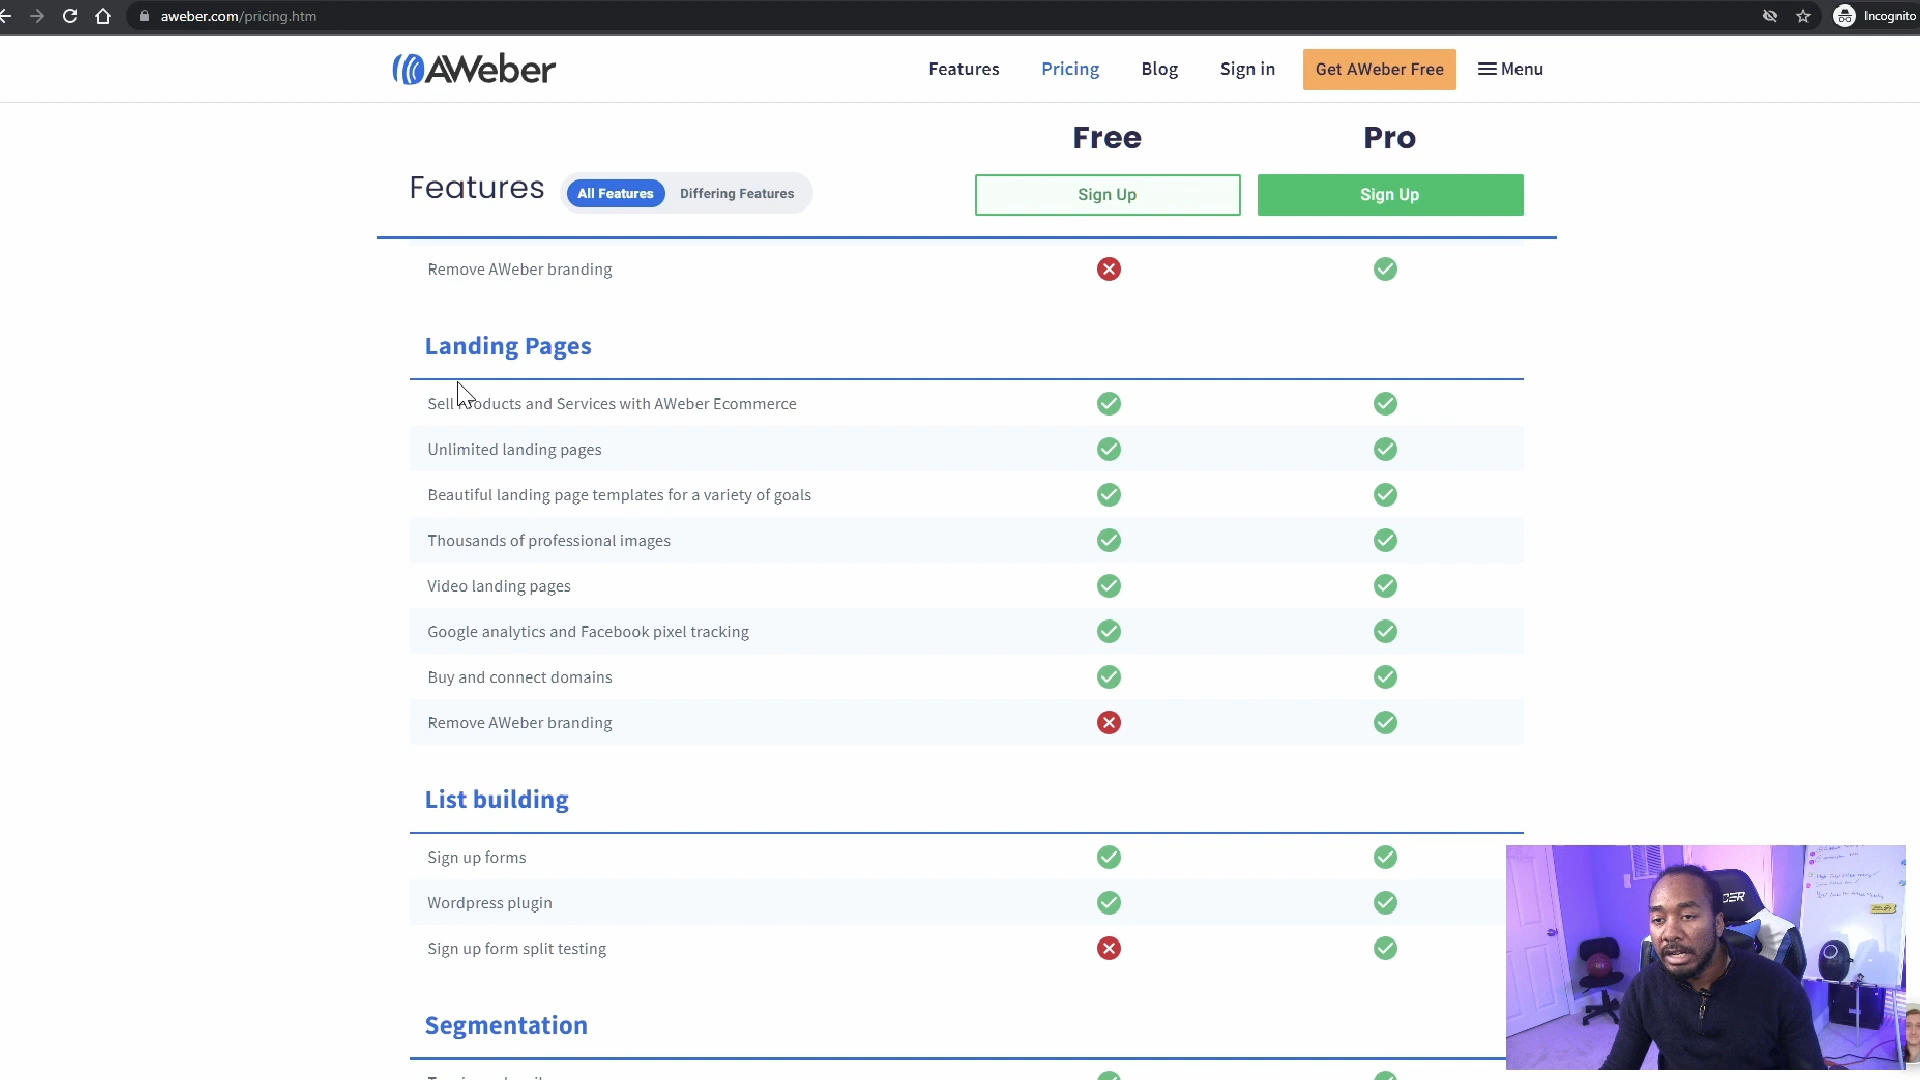 aweber.com/pricing.htm
Incognito
AWeber
Features
Pricing
Blog
Sign in
Get AWeber Free
Menu
Free
Pro
Features
All Features
Differing Features
Sign Up
Sign Up
Remove AWeber branding
Landing Pages
Sell Products and Services with AWeber Ecommerce
Unlimited landing pages
Beautiful landing page templates for a variety of goals
Thousands of professional images
Video landing pages
Google analytics and Facebook pixel tracking
Buy and connect domains
Remove AWeber branding
List building
Sign up forms
Wordpress plugin
Sign up form split testing
Segmentation